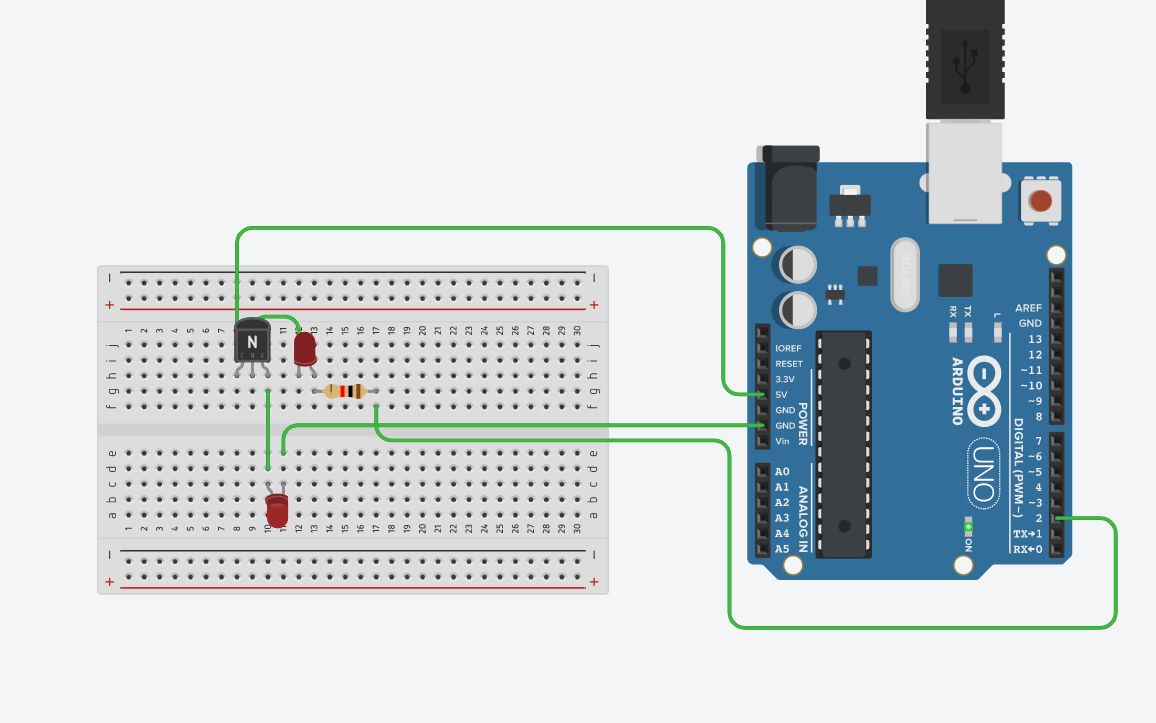 SPK16.000G
AREF
GND
13
12
~11
~10
~9
8
7
~6
~5
4
~3
2
TX→1
RX←0
DIGITAL (PWM~)
RX
TX
L
ARDUINO
UNO
ON
IOREF
RESET
3.3V
5V
GND
GND
Vin
POWER
A0
A1
A2
A3
A4
A5
ANALOG IN
N
C B E
− −
+ +
1 2 3 4 5 6 7 11 12 13 14 15 16 17 18 19 20 21 22 23 24 25 26 27 28 29 30
j j
i i
h h
g g
f f
e e
d d
c c
b b
a a
1 2 3 4 5 6 7 8 9 10 11 12 13 14 15 16 17 18 19 20 21 22 23 24 25 26 27 28 29 30
− −
+ +